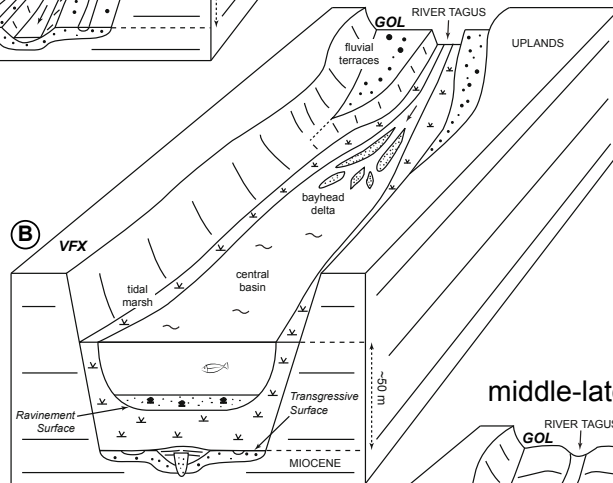 GOL
RIVER TAGUS
UPLANDS
fluvial
terraces
bayhead
delta
B
VFX
central
basin
tidal
marsh
~50 m
Transgressive
Surface
Ravinement
Surface
MIOCENE
middle-lat
RIVER TAGUS
GOL